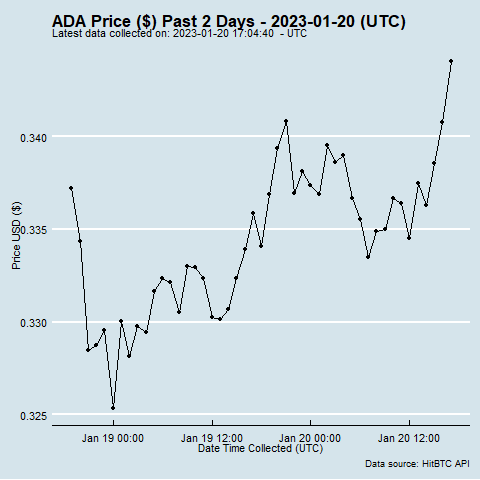 ADA Price ($) Past 2 Days - 2023-01-20 (UTC)
Latest data collected on: 2023-01-20 17:04:40 - UTC
0.340
0.335
0.330
0.325
Price USD ($)
Jan 19 00:00 Jan 19 12:00 Jan 20 00:00 Jan 20 12:00
Date Time Collected (UTC)
Data source: HitBTC API